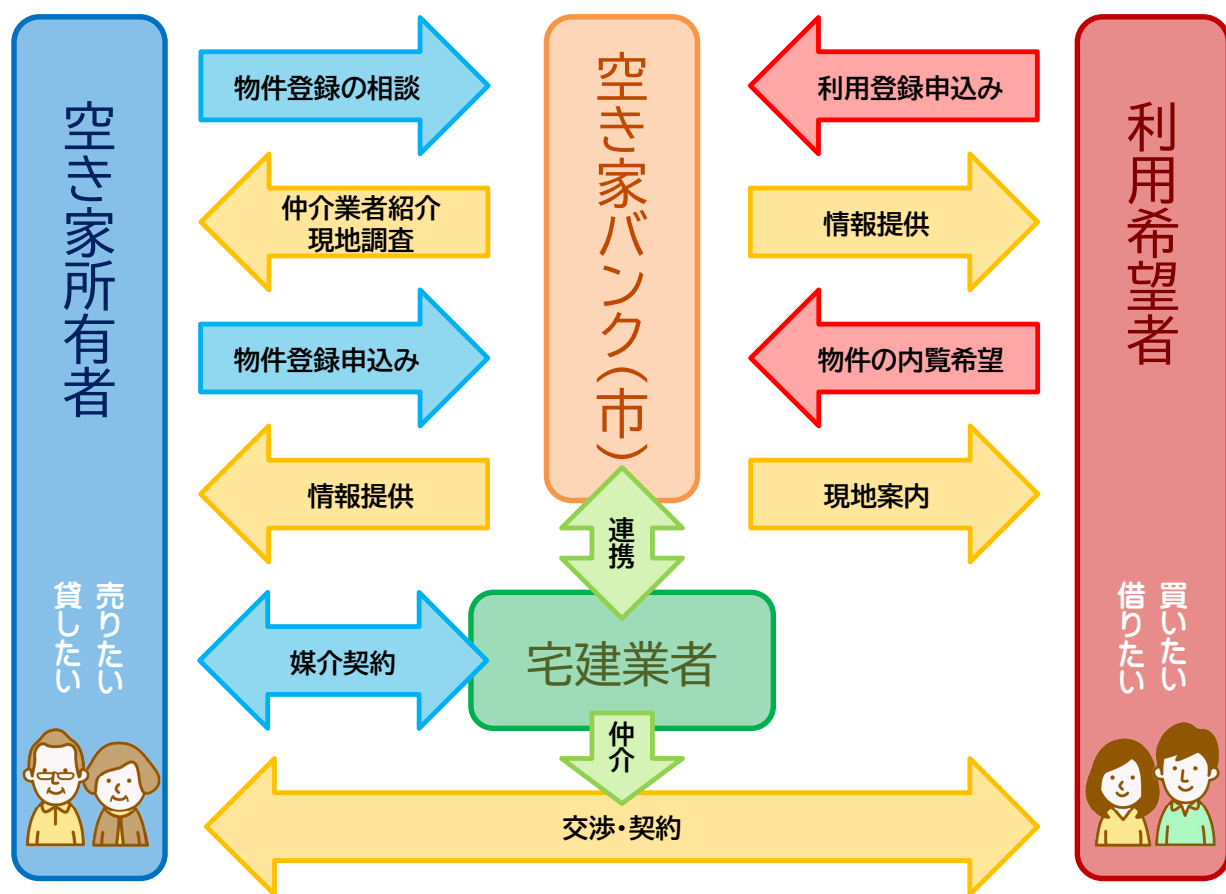 空き家所有者
売りたい
貸したい
物件登録の相談
仲介業者紹介
現地調査
物件登録申込み
情報提供
媒介契約
空き家バンク(市)
連携
宅建業者
仲介
交渉・契約
利用登録申込み
情報提供
物件の内覧希望
現地案内
利用希望者
買いたい
借りたい